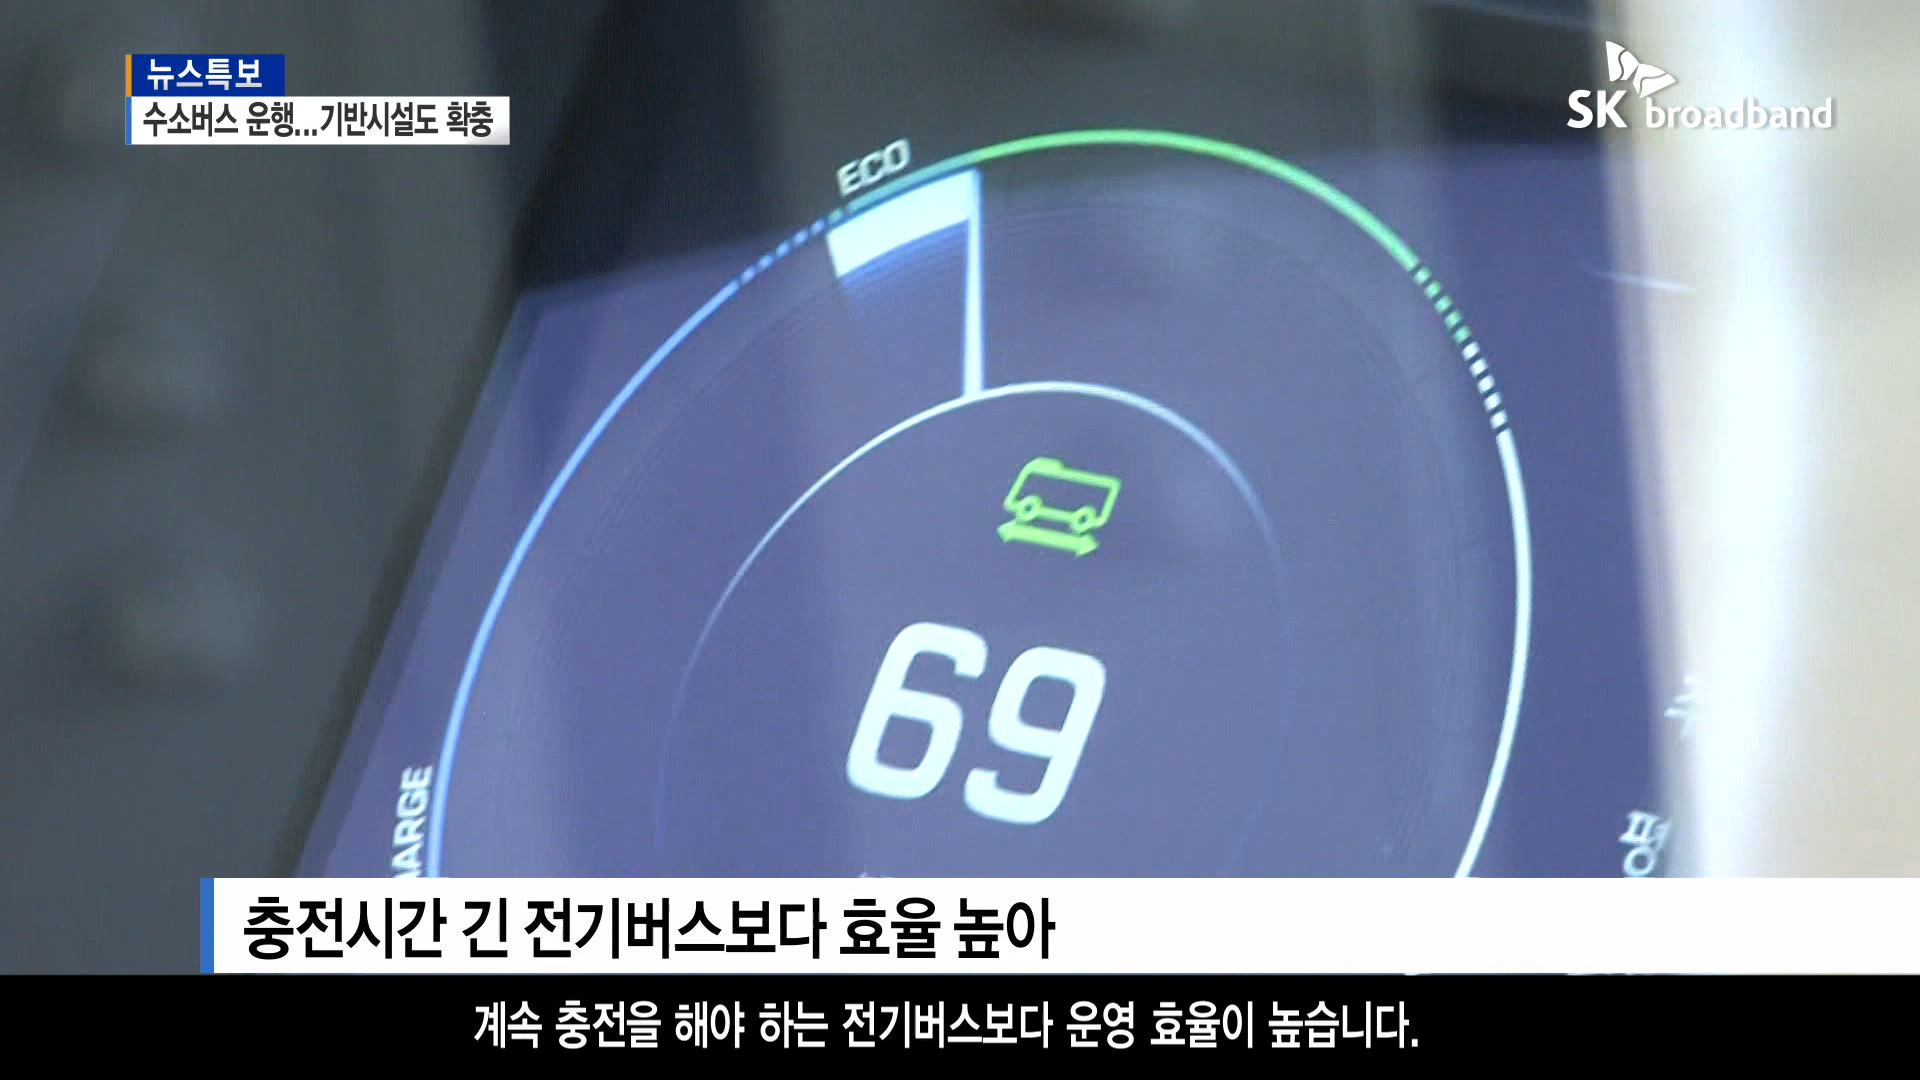 뉴스특보
수소버스 운행...기반시설도 확충
SK broadband
ECO
69
충전시간 긴 전기버스보다 효율 높아
계속 충전을 해야 하는 전기버스보다 운영 효율이 높습니다.